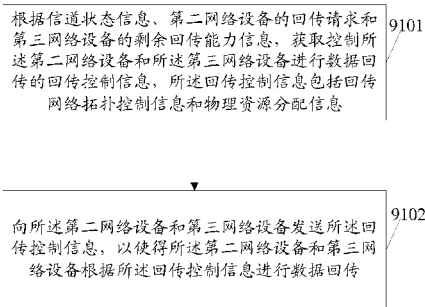 根据信道状态信息、第二网络设备的回传请求和
第三网络设备的剩余回传能力信息，获取控制所
述第二网络设备和所述第三网络设备进行数据回
传的回传控制信息，所述回传控制信息包括回传
网络拓扑控制信息和物理资源分配信息
9101
向所述第二网络设备和第三网络设备发送所述回
传控制信息，以使得所述第二网络设备和第三网
络设备根据所述回传控制信息进行数据回传
9102